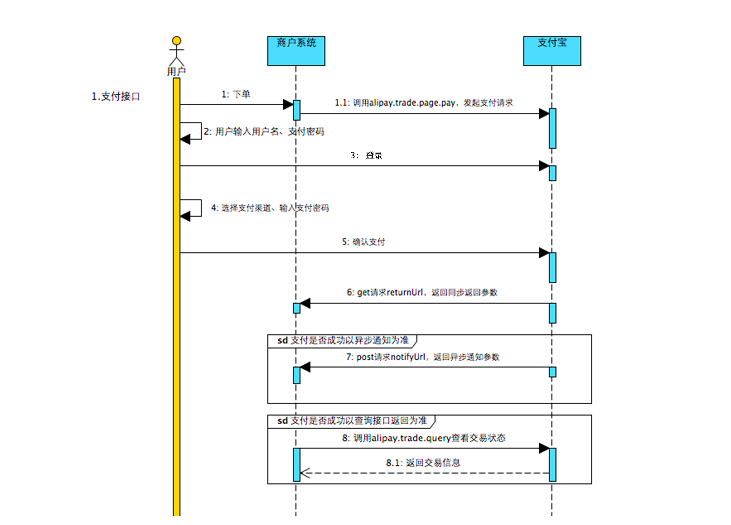 商户系统
支付宝
用户
1.支付接口
1: 下单
1.1: 调用alipay.trade.page.pay，发起支付请求
2: 用户输入用户名、支付密码
3: 登录
4: 选择支付渠道、输入支付密码
5: 确认支付
6: get请求returnUrl，返回同步返回参数
sd 支付是否成功以异步通知为准
7: post请求notifyUrl，返回异步通知参数
sd 支付是否成功以查询接口返回为准
8: 调用alipay.trade.query查看交易状态
8.1: 返回交易信息